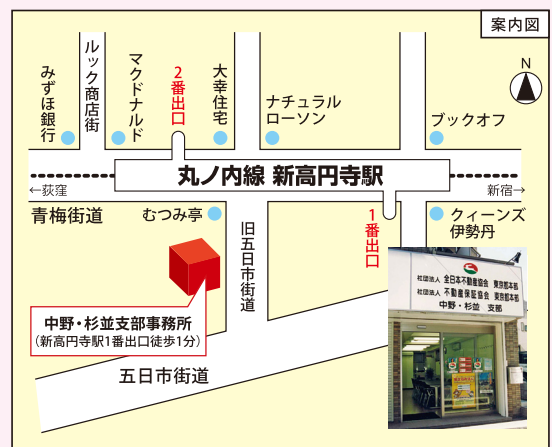 案内図
みずほ銀行
ルック商店街
マクドナルド
2番出口
大幸住宅
ナチュラル
ローソン
ブックオフ
N
丸ノ内線 新高円寺駅
←荻窪
新宿→
青梅街道
むつみ亭
旧五日市街道
1番出口
クィーンズ
伊勢丹
中野・杉並支部事務所
(新高円寺駅1番出口徒歩1分)
五日市街道
社団法人 全日本不動産協会 東京都本部
社団法人 不動産保証協会 東京都本部
中野・杉並 支部